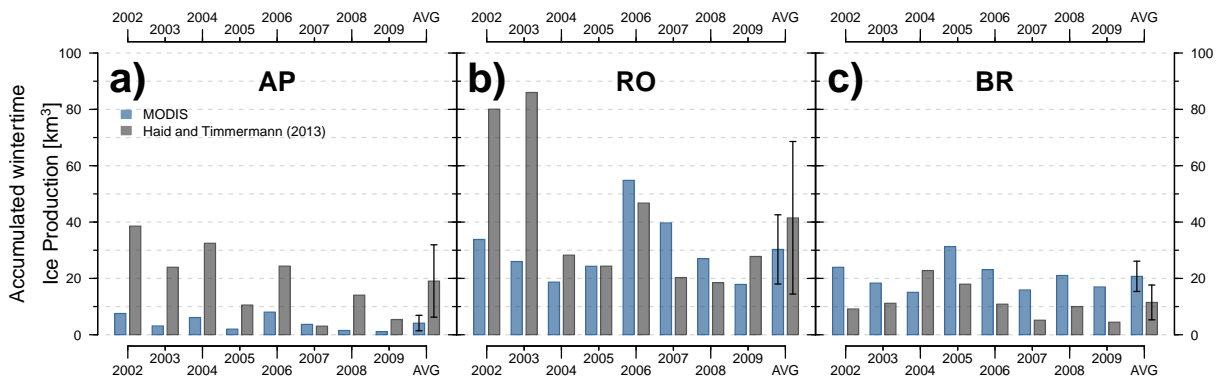 2002 2004 2006 2008 AVG 2002 2004 2006 2008 AVG 2002 2004 2006 2008 AVG
2003 2005 2007 2009 2003 2005 2007 2009 2003 2005 2007 2009
100 100
a) AP b) RO c) BR
80 80
MODIS
Haid and Timmermann (2013)
60 60
40 40
20 20
0 0
Accumulated wintertime
Ice Production [km³]
2003 2005 2007 2009 2003 2005 2007 2009 2003 2005 2007 2009
2002 2004 2006 2008 AVG 2002 2004 2006 2008 AVG 2002 2004 2006 2008 AVG